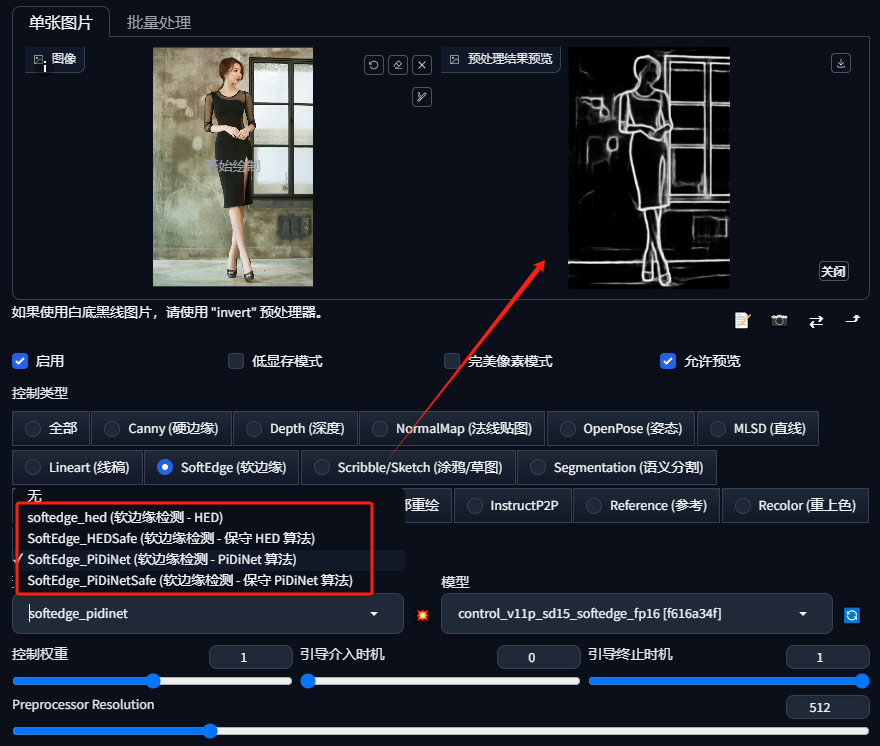 单张图片 批量处理
图像
预处理结果预览
开始绘制
关闭
如果使用白底黑线图片，请使用 "invert" 预处理器。
启用 低显存模式 完美像素模式 允许预览
控制类型
全部 Canny (硬边缘) Depth (深度) NormalMap (法线贴图) OpenPose (姿态) MLSD (直线)
Lineart (线稿) SoftEdge (软边缘) Scribble/Sketch (涂鸦/草图) Segmentation (语义分割)
无
部重绘 InstructP2P Reference (参考) Recolor (重上色)
softedge_hed (软边缘检测 - HED)
SoftEdge_HEDSafe (软边缘检测 - 保守 HED 算法)
SoftEdge_PiDiNet (软边缘检测 - PiDiNet 算法)
SoftEdge_PiDiNetSafe (软边缘检测 - 保守 PiDiNet 算法)
模型
softedge_pidinet control_v11p_sd15_softedge_fp16 [f616a34f]
控制权重 1 引导介入时机 0 引导终止时机 1
Preprocessor Resolution 512